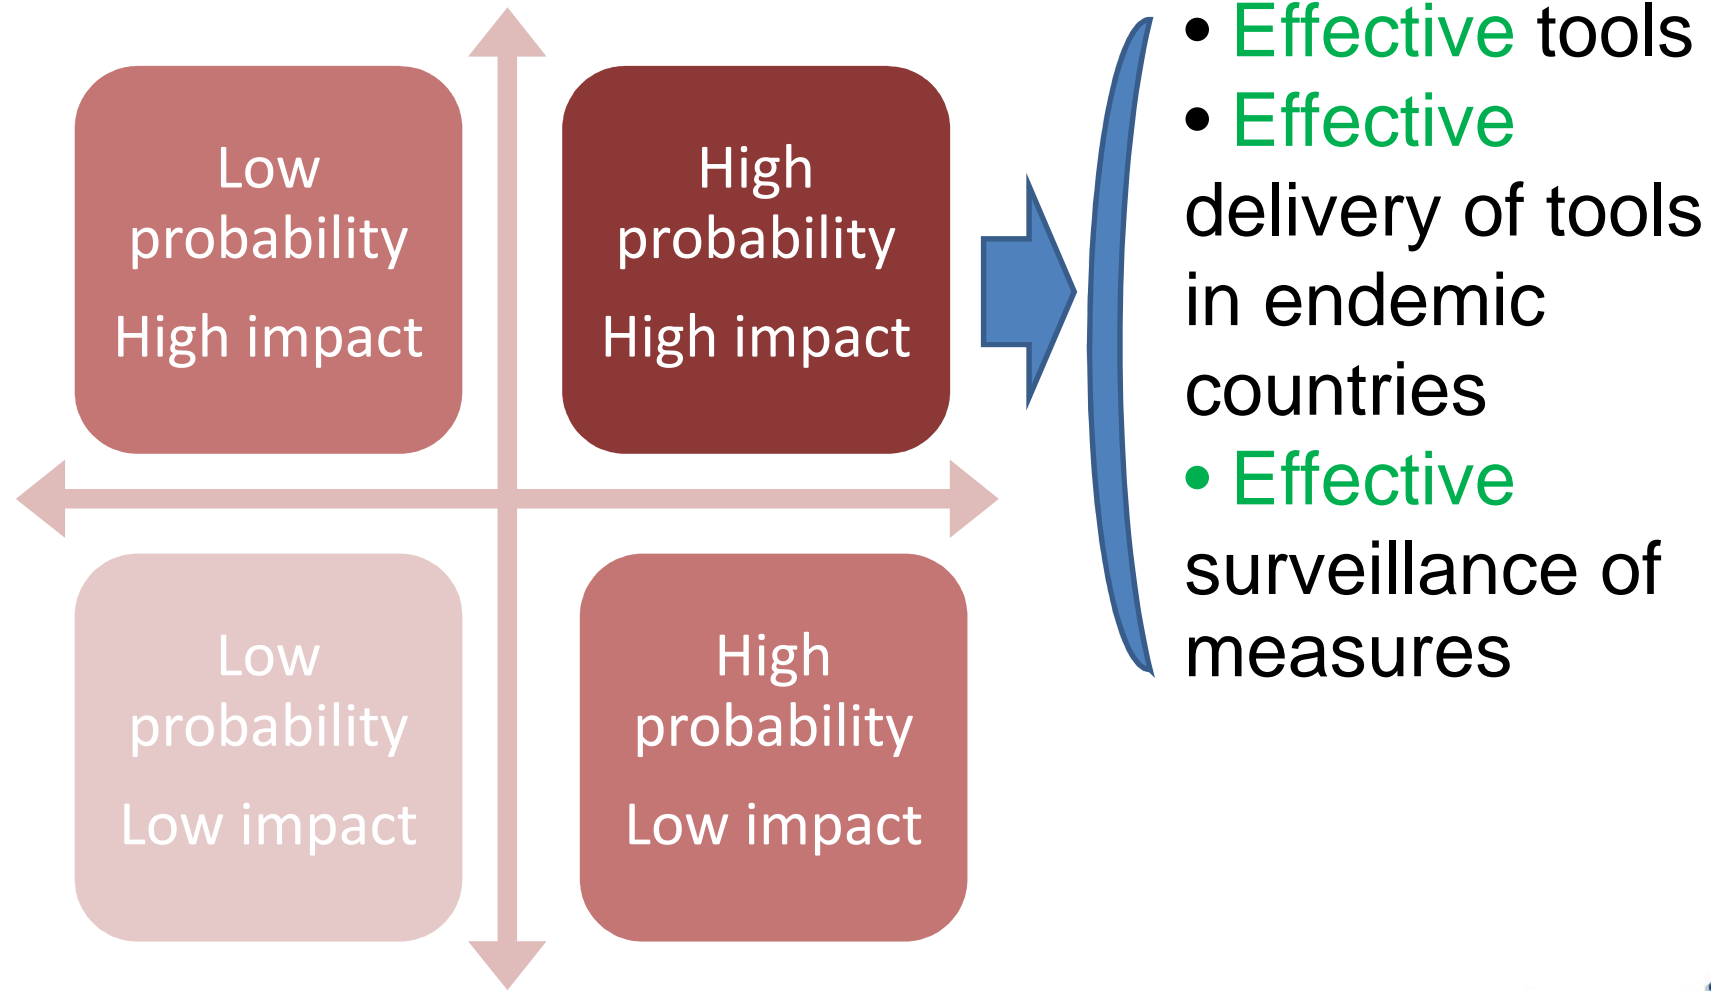 Low
probability
High impact
High
probability
High impact
Low
probability
Low impact
High
probability
Low impact
• Effective tools
• Effective
delivery of tools
in endemic
countries
• Effective
surveillance of
measures